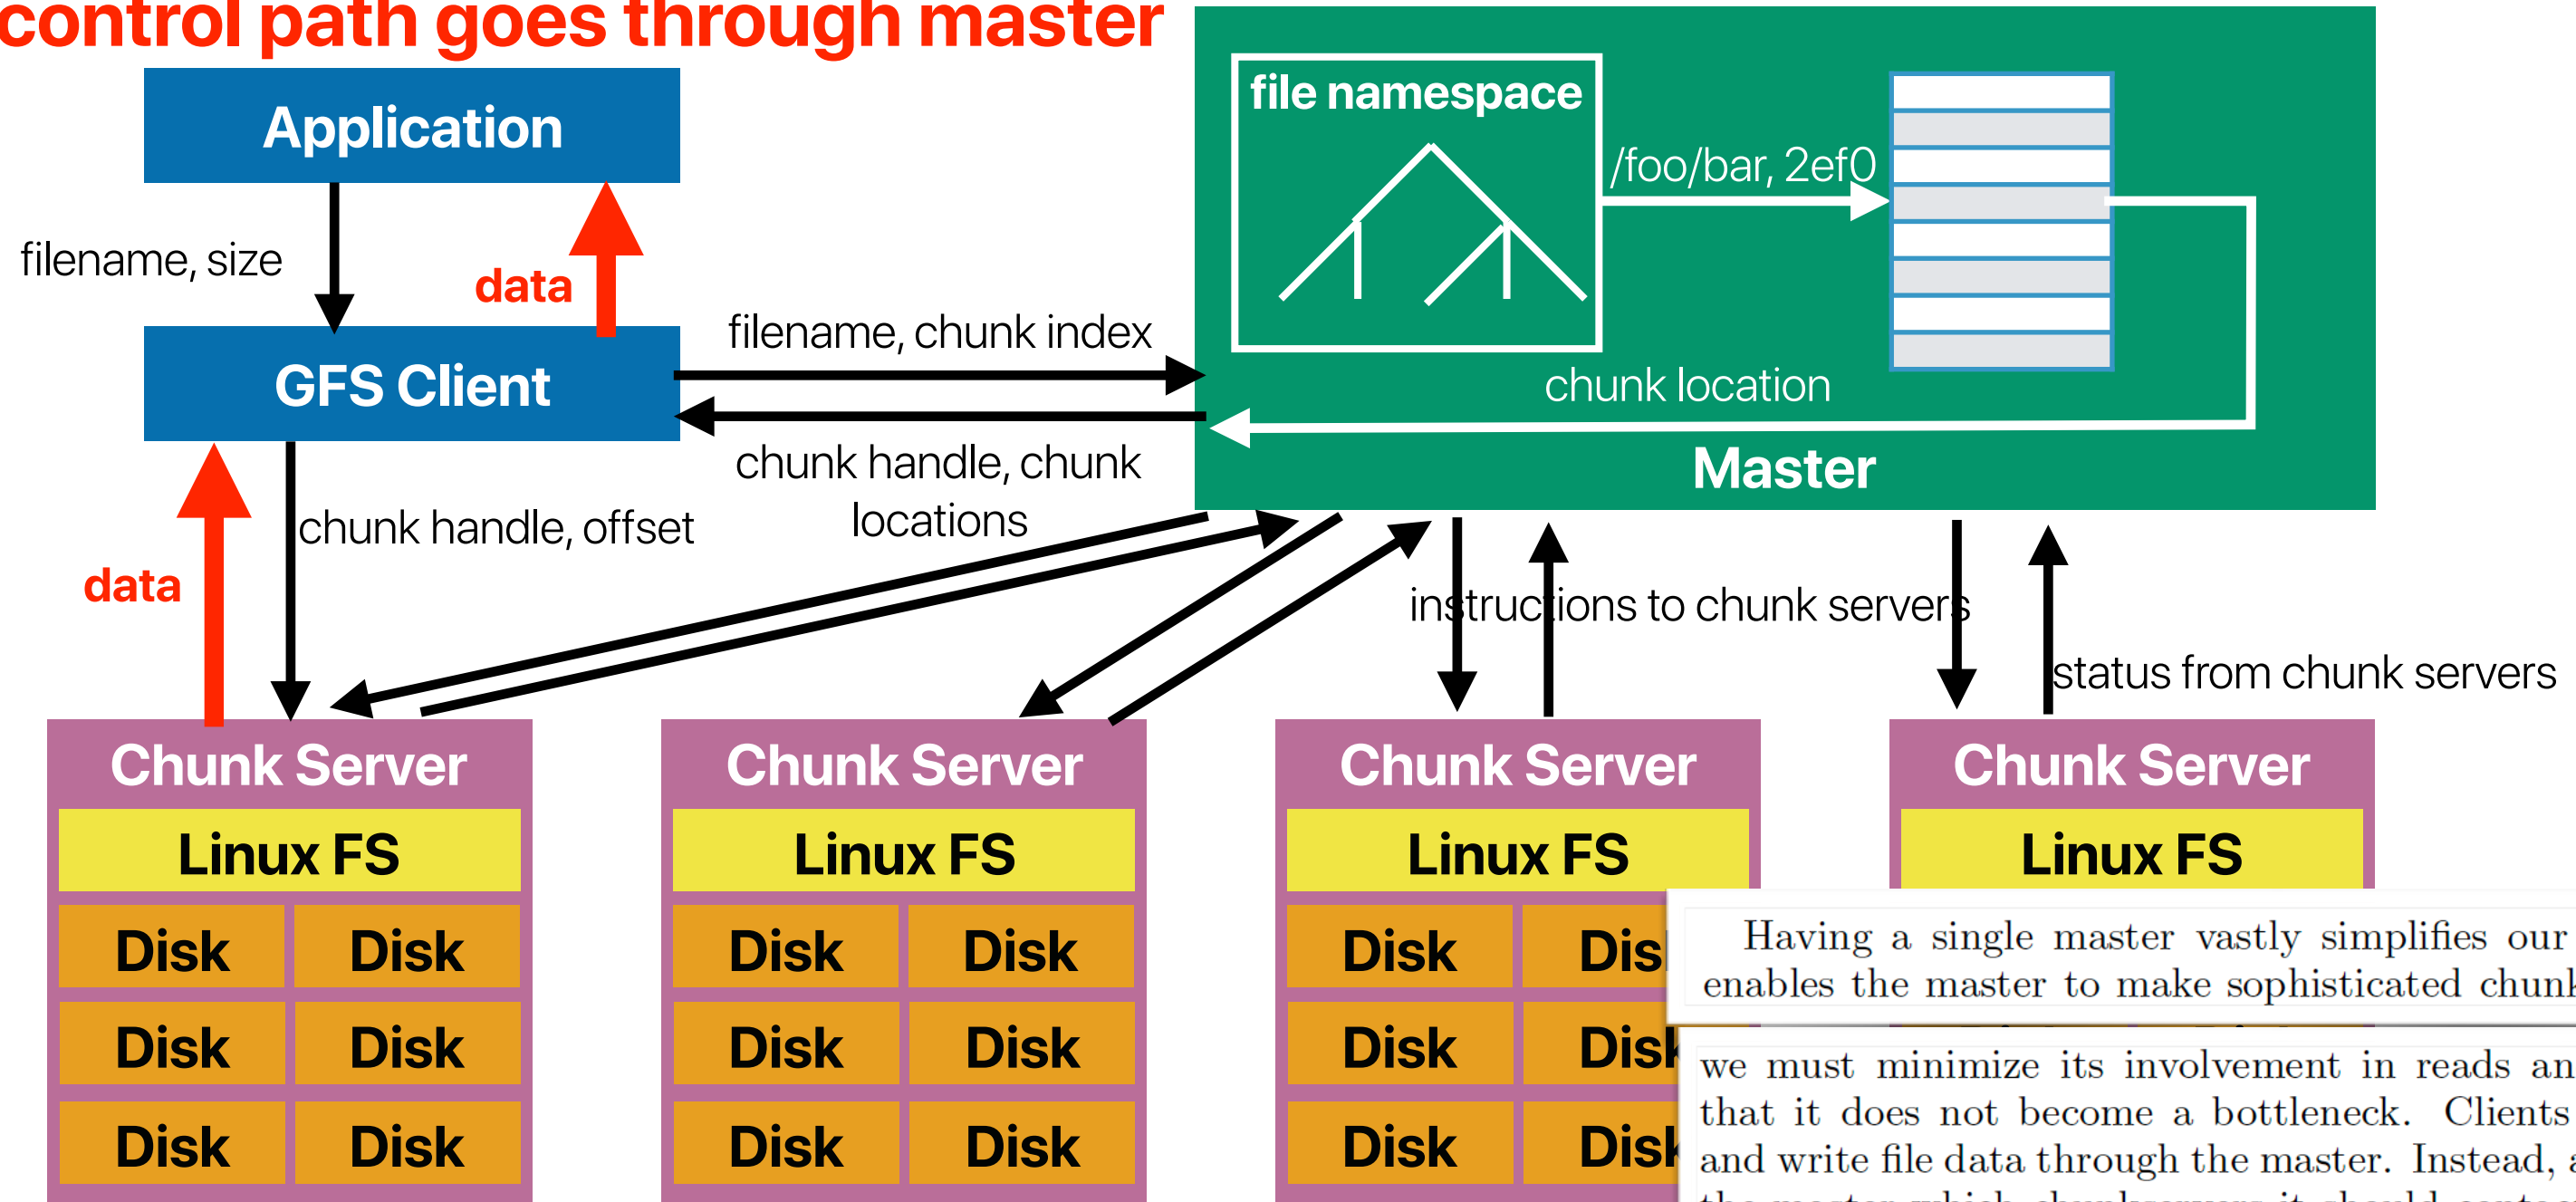 control path goes through master
Application
filename, size
data
GFS Client
filename, chunk index
chunk handle, chunk
locations
file namespace
/foo/bar, 2ef0
chunk location
Master
data
chunk handle, offset
instructions to chunk servers
status from chunk servers
Chunk Server
Linux FS
Disk Disk
Disk Disk
Disk Disk
Chunk Server
Linux FS
Disk Disk
Disk Disk
Disk Disk
Chunk Server
Linux FS
Disk
Disk
Disk
Chunk Server
Linux FS
Having a single master vastly simplifies our
enables the master to make sophisticated
we must minimize its involvement in reads
that it does not become a bottleneck. Clients
and write file data through the master. Instead,